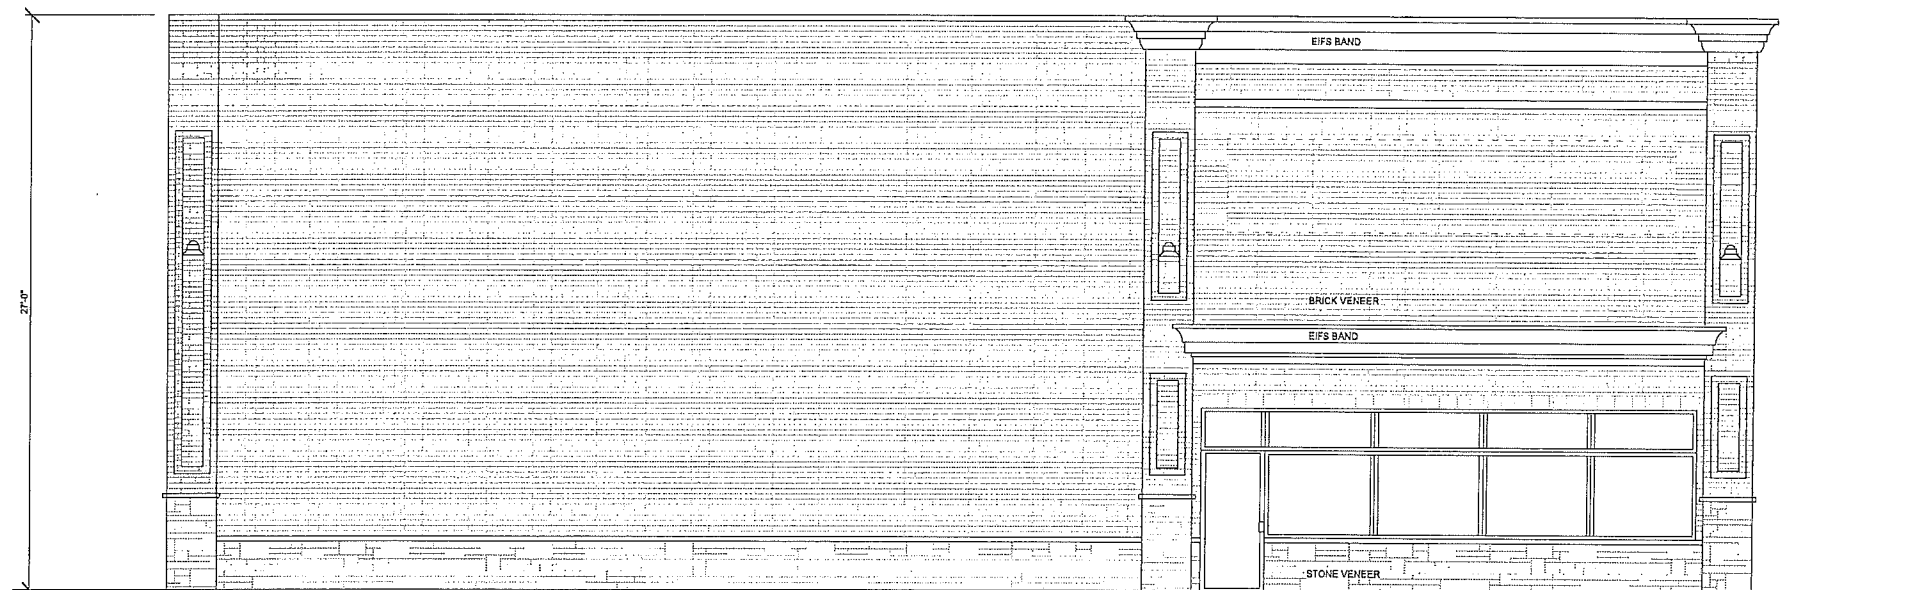 EIFS BAND
27'-0"
BRICK VENEER
EIFS BAND
STONE VENEER